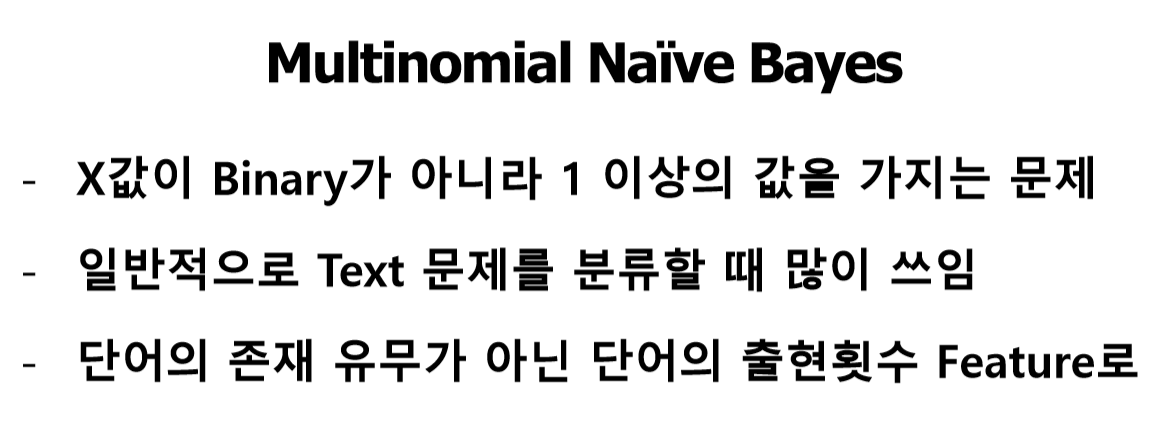 Multinomial Naïve Bayes
- X값이 Binary가 아니라 1 이상의 값을 가지는 문제
- 일반적으로 Text 문제를 분류할 때 많이 쓰임
- 단어의 존재 유무가 아닌 단어의 출현횟수 Feature로